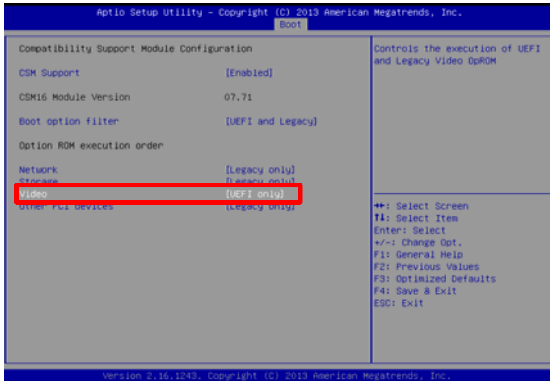 Aptio Setup Utility – Copyright (C) 2013 American Megatrends, Inc.
Boot
Compatibility Support Module Configuration
CSM Support [Enabled]
CSM16 Module Version 07.71
Boot option filter [UEFI and Legacy]
Option ROM execution order
Network [Legacy only]
Storage [Legacy only]
Video [UEFI only]
Other PCI devices [Legacy only]
Controls the execution of UEFI
and Legacy Video OpROM
→←: Select Screen
↑↓: Select Item
Enter: Select
+/-: Change Opt.
F1: General Help
F2: Previous Values
F3: Optimized Defaults
F4: Save & Exit
ESC: Exit
Version 2.16.1243. Copyright (C) 2013 American Megatrends, Inc.